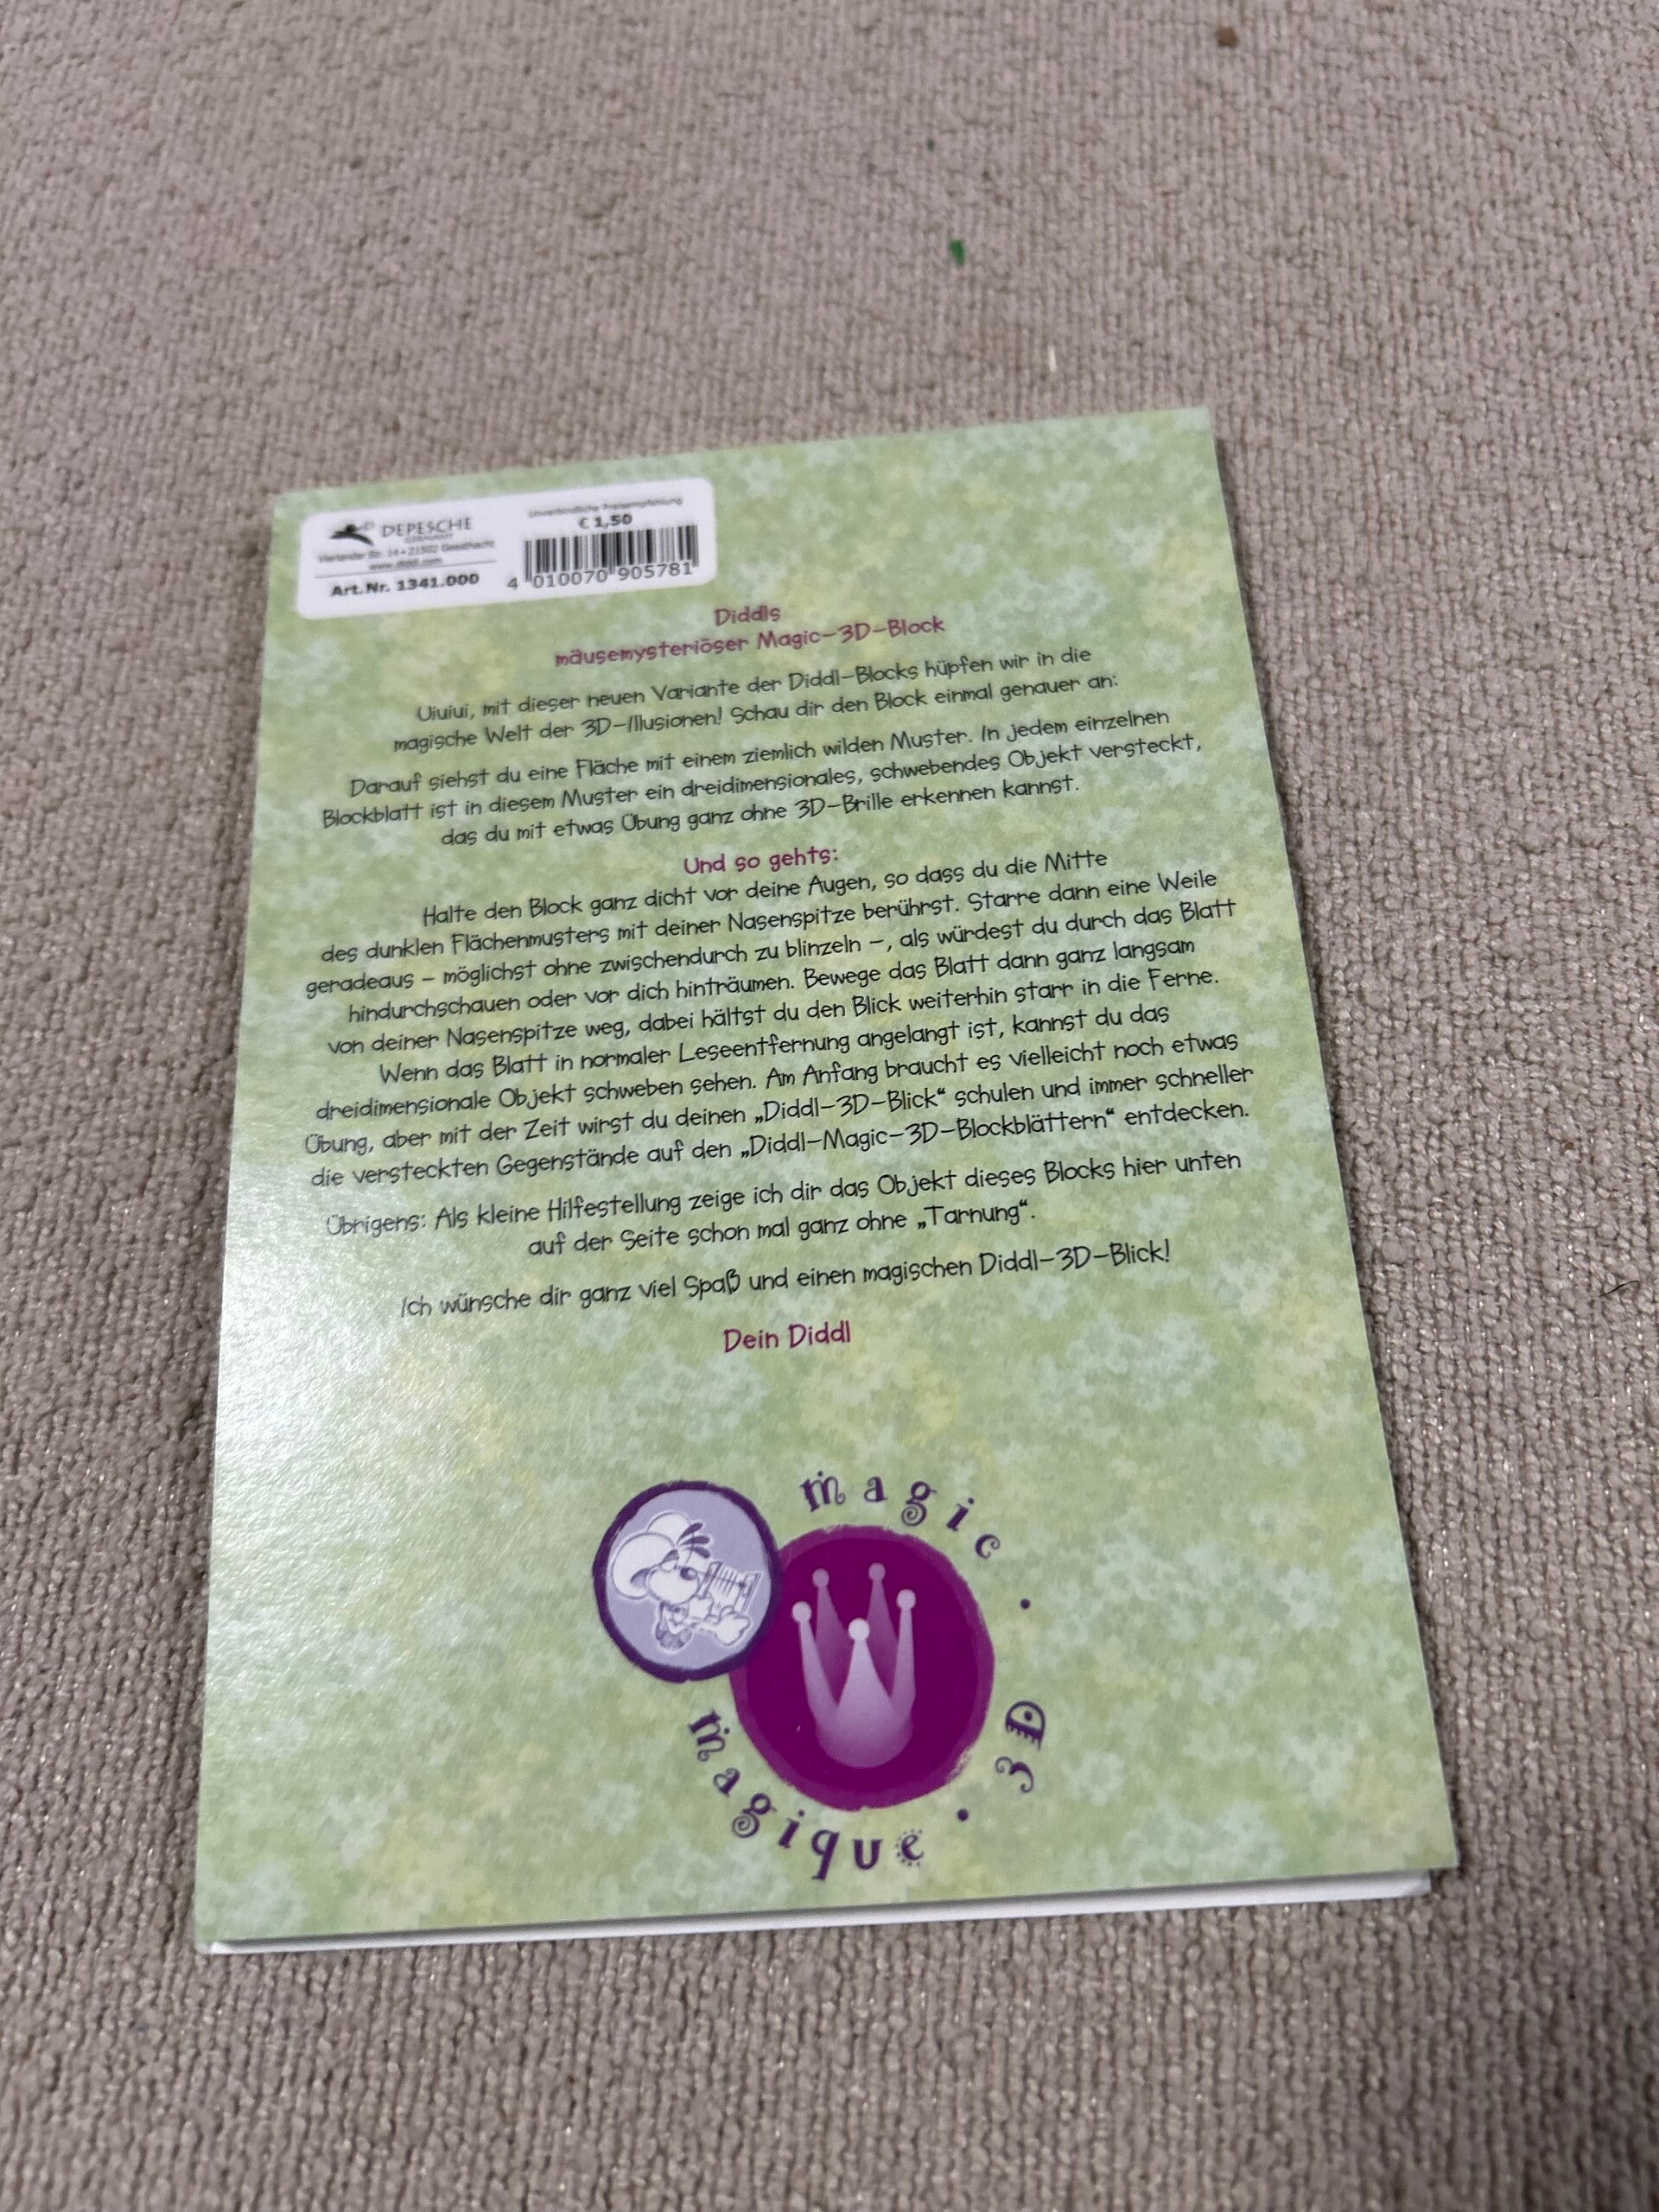 DEPESCHE
GERMANY
Vierlander Str. 14 • 21502 Geesthacht
www.diddl.com
Art.Nr. 1341.000
Unverbindliche Preisempfehlung
€ 1,50
4 010070 905781
Diddls
mäusemysteriöser Magic-3D-Block
Uiuiui, mit dieser neuen Variante der Diddl-Blocks hüpfen wir in die
magische Welt der 3D-Illusionen! Schau dir den Block einmal genauer an:
Darauf siehst du eine Fläche mit einem ziemlich wilden Muster. In jedem einzelnen
Blockblatt ist in diesem Muster ein dreidimensionales, schwebendes Objekt versteckt,
das du mit etwas Übung ganz ohne 3D-Brille erkennen kannst.
Und so gehts:
Halte den Block ganz dicht vor deine Augen, so dass du die Mitte
des dunklen Flächenmusters mit deiner Nasenspitze berührst. Starre dann eine Weile
geradeaus – möglichst ohne zwischendurch zu blinzeln –, als würdest du durch das Blatt
hindurchschauen oder vor dich hinträumen. Bewege das Blatt dann ganz langsam
von deiner Nasenspitze weg, dabei hältst du den Blick weiterhin starr in die Ferne.
Wenn das Blatt in normaler Leseentfernung angelangt ist, kannst du das
dreidimensionale Objekt schweben sehen. Am Anfang braucht es vielleicht noch etwas
Übung, aber mit der Zeit wirst du deinen „Diddl-3D-Blick“ schulen und immer schneller
die versteckten Gegenstände auf den „Diddl-Magic-3D-Blockblättern“ entdecken.
Übrigens: Als kleine Hilfestellung zeige ich dir das Objekt dieses Blocks hier unten
auf der Seite schon mal ganz ohne „Tarnung“.
Ich wünsche dir ganz viel Spaß und einen magischen Diddl-3D-Blick!
Dein Diddl
magic • 3D • magique